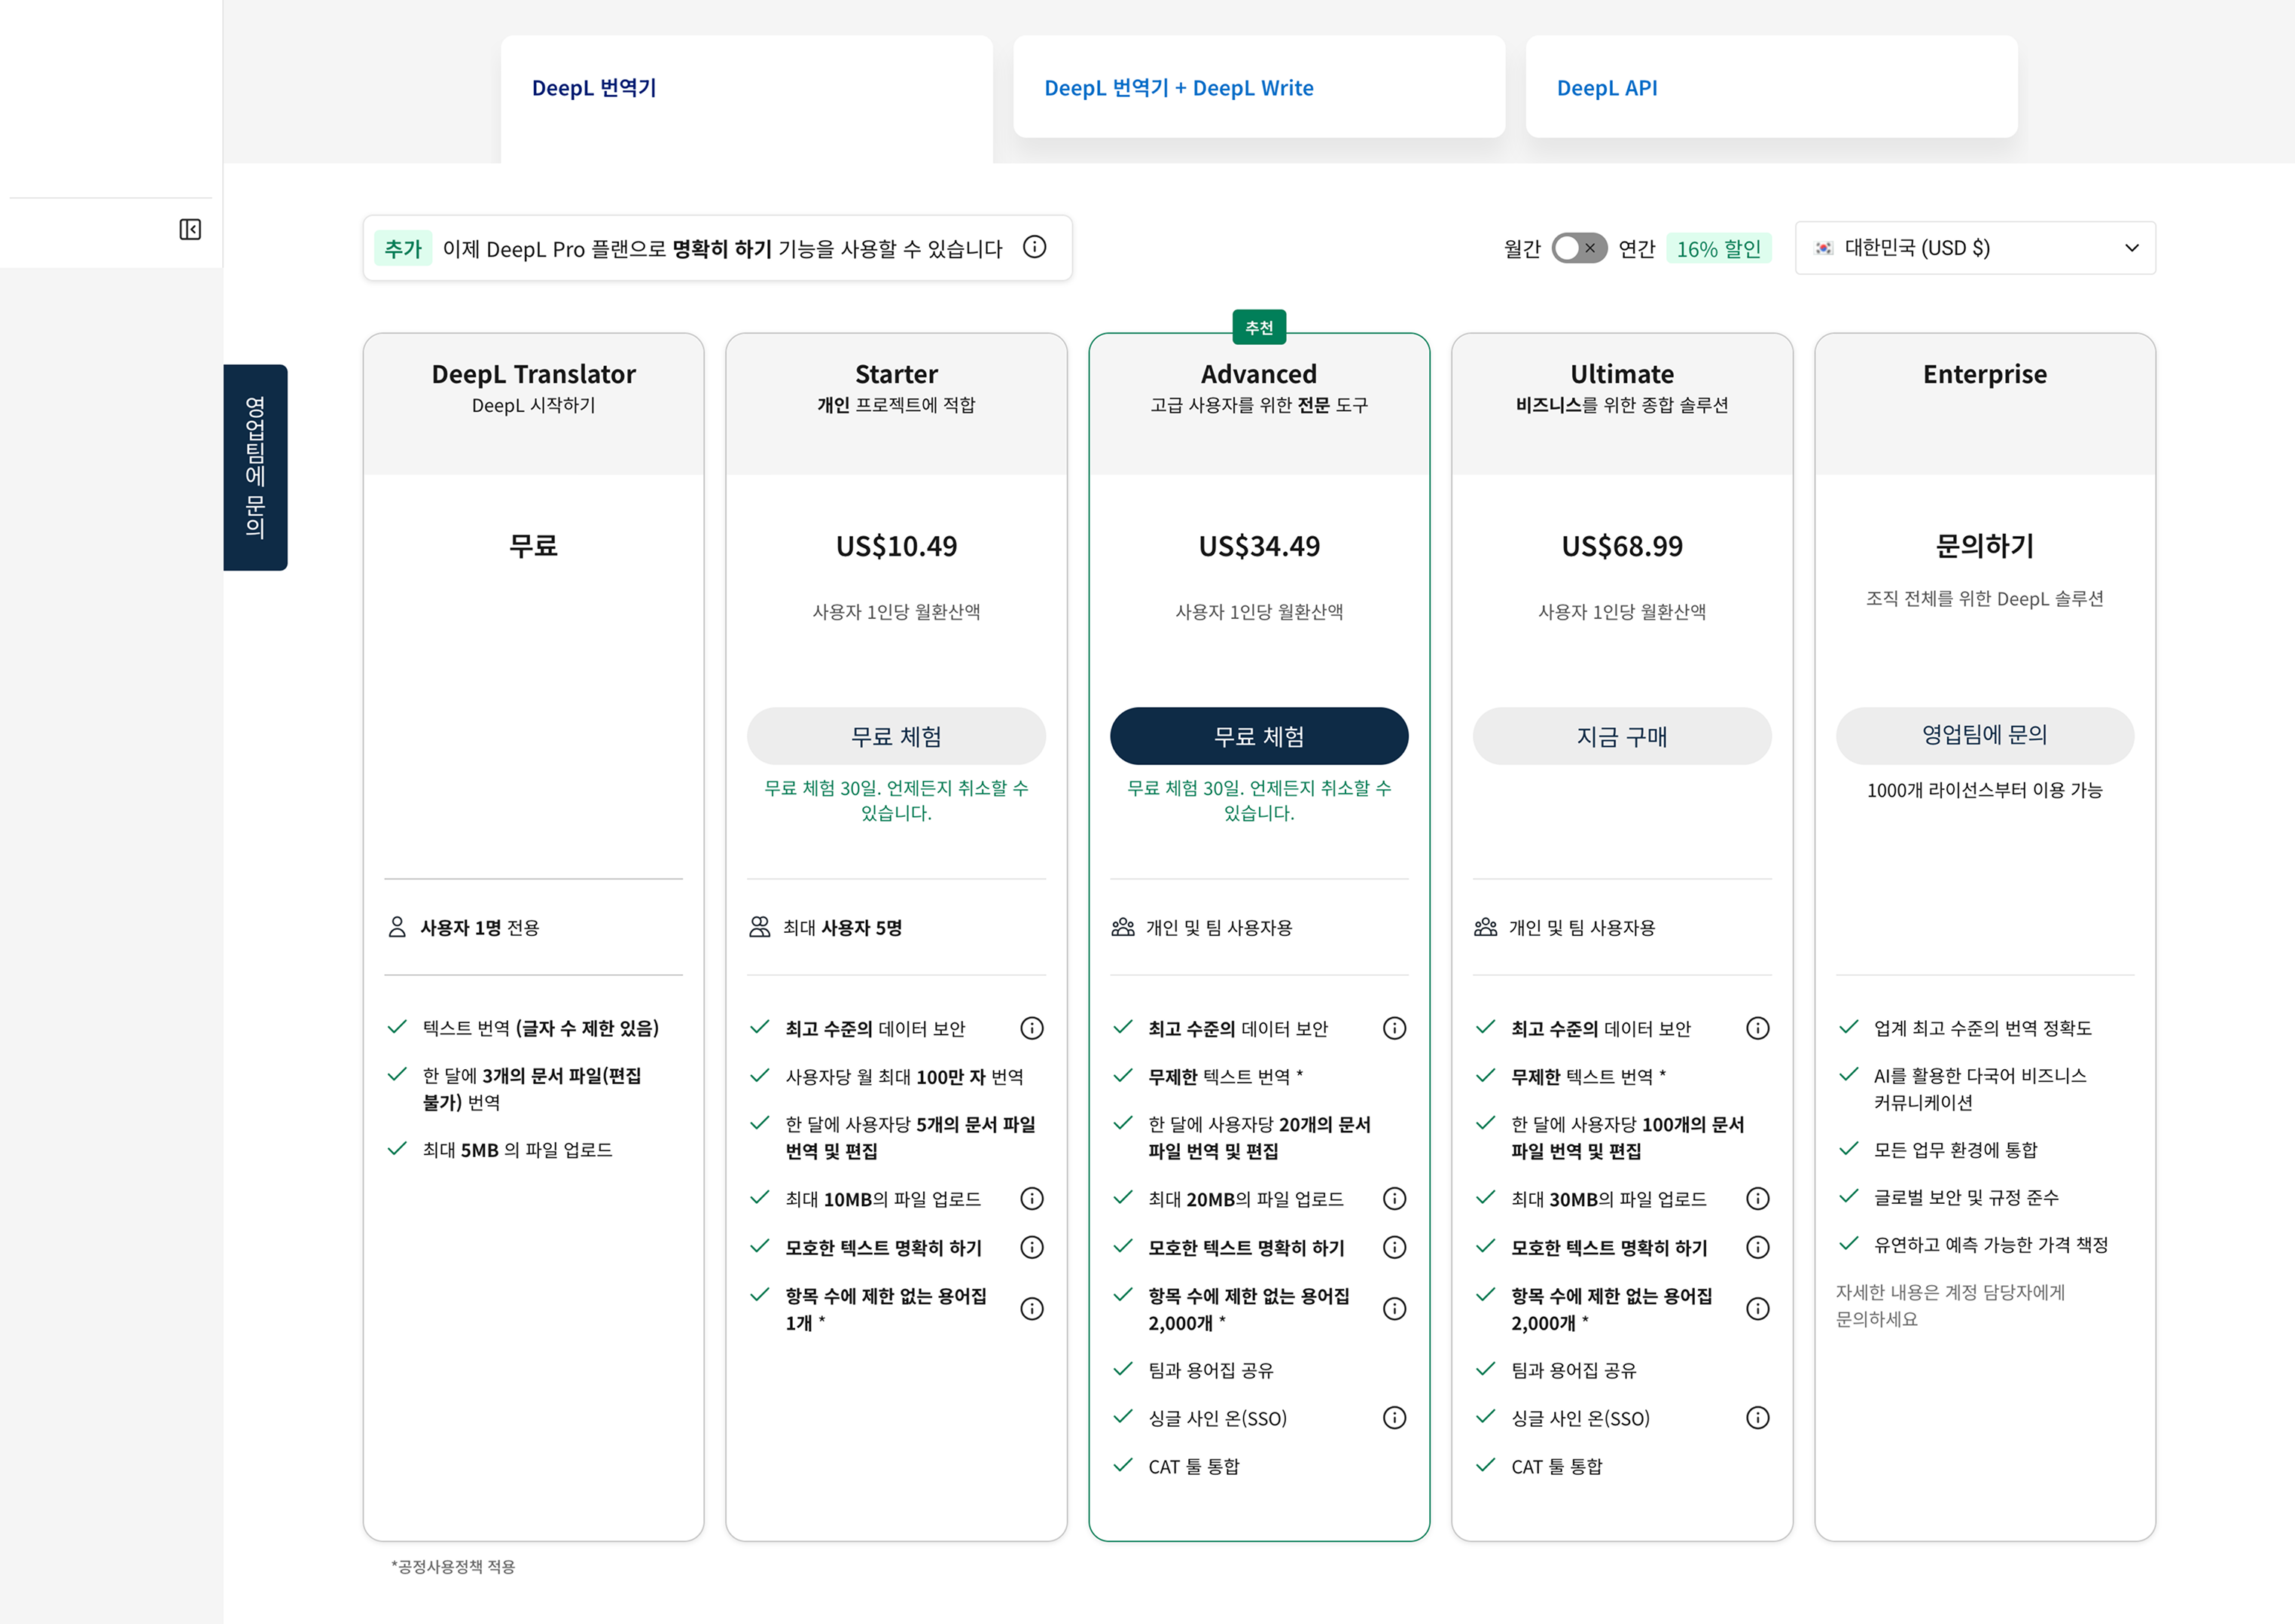 DeepL 번역기
DeepL 번역기 + DeepL Write
DeepL API
추가 이제 DeepL Pro 플랜으로 명확히 하기 기능을 사용할 수 있습니다
월간 연간 16% 할인
대한민국 (USD $)
영업팀에 문의
DeepL Translator
DeepL 시작하기
무료
사용자 1명 전용
텍스트 번역 (글자 수 제한 있음)
한 달에 3개의 문서 파일(편집
불가) 번역
최대 5MB 의 파일 업로드
Starter
개인 프로젝트에 적합
US$10.49
사용자 1인당 월환산액
무료 체험
무료 체험 30일. 언제든지 취소할 수
있습니다.
최대 사용자 5명
최고 수준의 데이터 보안
사용자당 월 최대 100만 자 번역
한 달에 사용자당 5개의 문서 파일
번역 및 편집
최대 10MB의 파일 업로드
모호한 텍스트 명확히 하기
항목 수에 제한 없는 용어집
1개 *
추천
Advanced
고급 사용자를 위한 전문 도구
US$34.49
사용자 1인당 월환산액
무료 체험
무료 체험 30일. 언제든지 취소할 수
있습니다.
개인 및 팀 사용자용
최고 수준의 데이터 보안
무제한 텍스트 번역 *
한 달에 사용자당 20개의 문서
파일 번역 및 편집
최대 20MB의 파일 업로드
모호한 텍스트 명확히 하기
항목 수에 제한 없는 용어집
2,000개 *
팀과 용어집 공유
싱글 사인 온(SSO)
CAT 툴 통합
Ultimate
비즈니스를 위한 종합 솔루션
US$68.99
사용자 1인당 월환산액
지금 구매
개인 및 팀 사용자용
최고 수준의 데이터 보안
무제한 텍스트 번역 *
한 달에 사용자당 100개의 문서
파일 번역 및 편집
최대 30MB의 파일 업로드
모호한 텍스트 명확히 하기
항목 수에 제한 없는 용어집
2,000개 *
팀과 용어집 공유
싱글 사인 온(SSO)
CAT 툴 통합
Enterprise
문의하기
조직 전체를 위한 DeepL 솔루션
영업팀에 문의
1000개 라이선스부터 이용 가능
업계 최고 수준의 번역 정확도
AI를 활용한 다국어 비즈니스
커뮤니케이션
모든 업무 환경에 통합
글로벌 보안 및 규정 준수
유연하고 예측 가능한 가격 책정
자세한 내용은 계정 담당자에게
문의하세요
*공정사용정책 적용